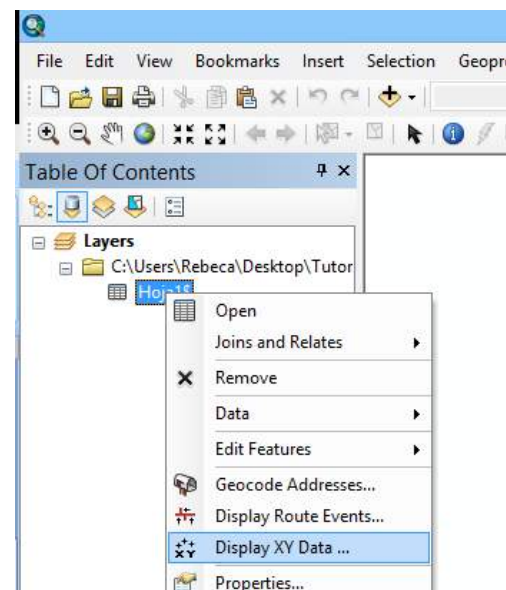 File Edit View Bookmarks Insert Selection Geopr
Table Of Contents
Layers
C:\Users\Rebeca\Desktop\Tutor
Hoja1$
Open
Joins and Relates
Remove
Data
Edit Features
Geocode Addresses...
Display Route Events...
Display XY Data ...
Properties...